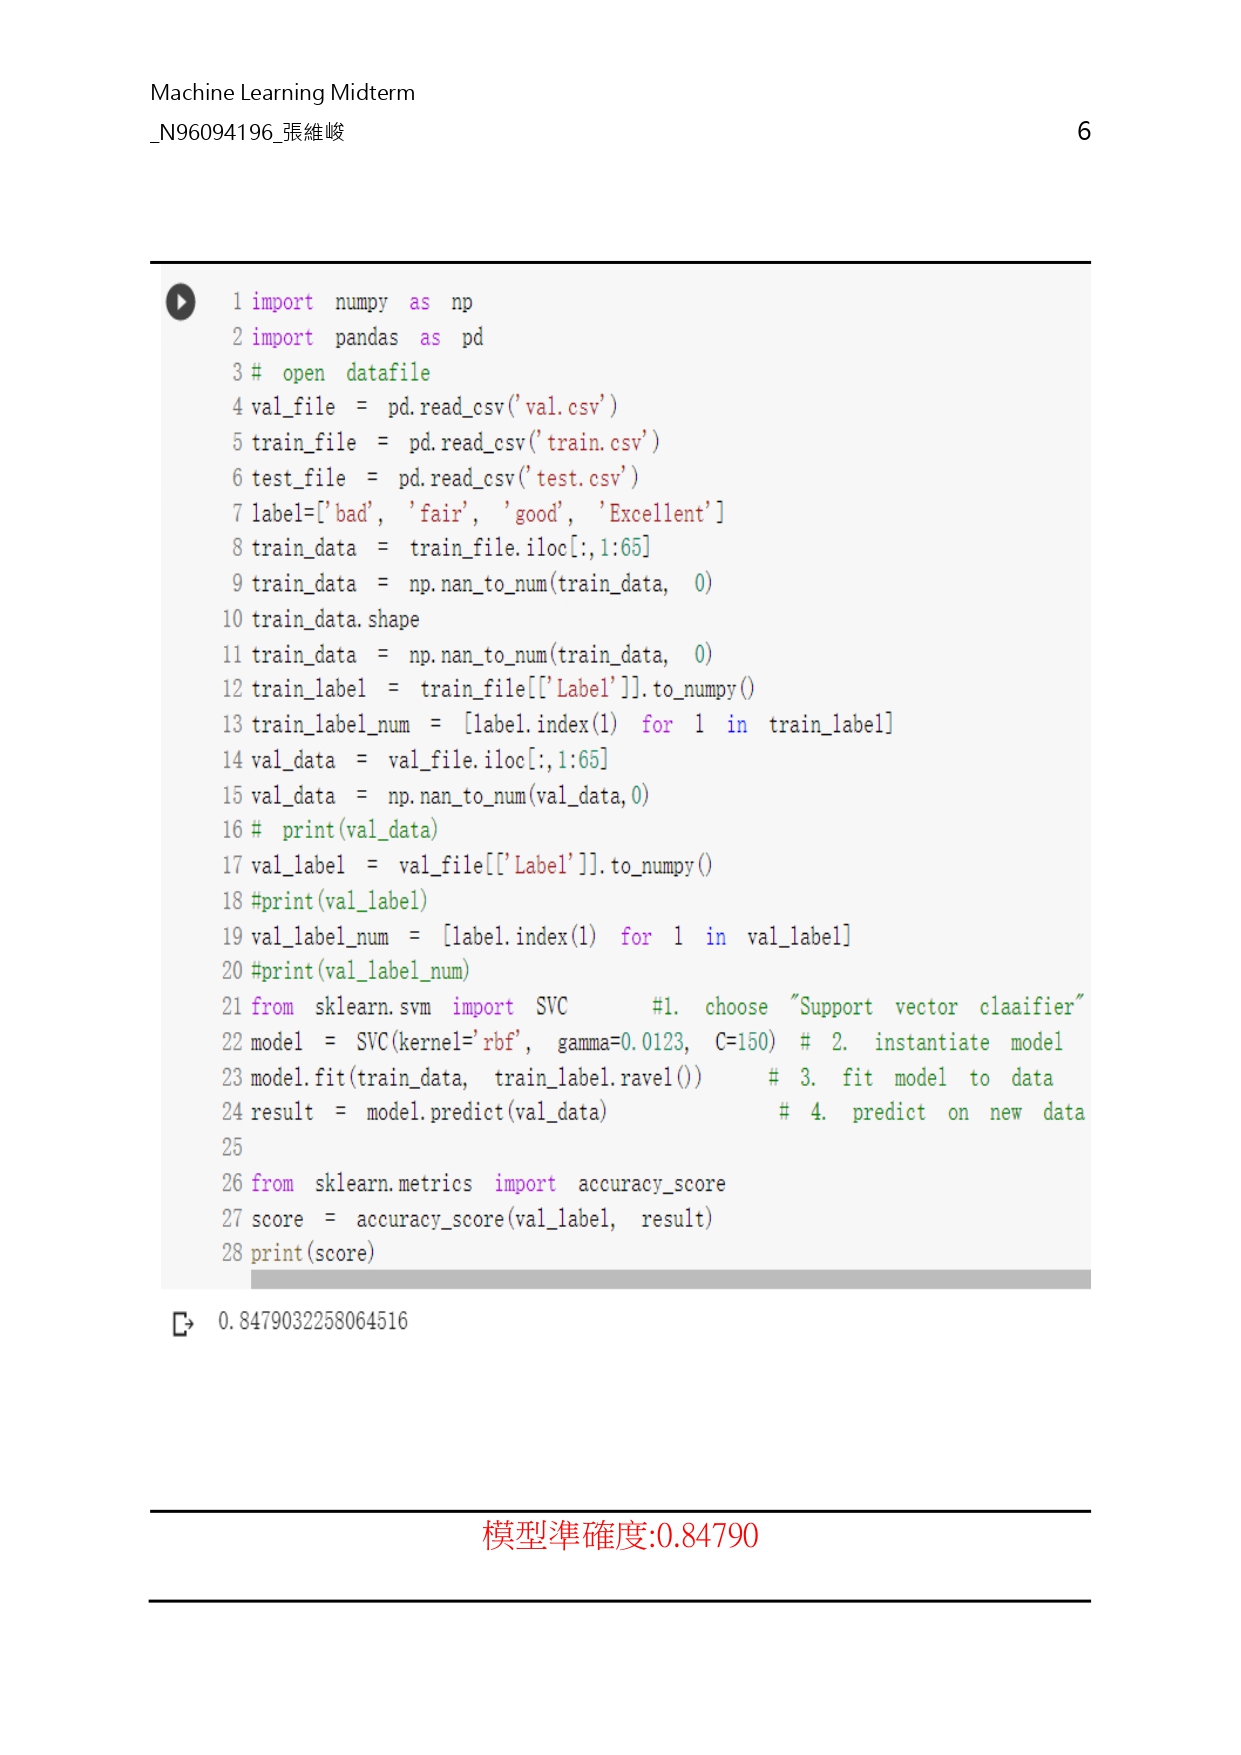 Machine Learning Midterm
_N96094196_張維峻
6
1 import numpy as np
2 import pandas as pd
3 # open datafile
4 val_file = pd.read_csv('val.csv')
5 train_file = pd.read_csv('train.csv')
6 test_file = pd.read_csv('test.csv')
7 label=['bad', 'fair', 'good', 'Excellent']
8 train_data = train_file.iloc[:,1:65]
9 train_data = np.nan_to_num(train_data, 0)
10 train_data.shape
11 train_data = np.nan_to_num(train_data, 0)
12 train_label = train_file[['Label']].to_numpy()
13 train_label_num = [label.index(l) for l in train_label]
14 val_data = val_file.iloc[:,1:65]
15 val_data = np.nan_to_num(val_data,0)
16 # print(val_data)
17 val_label = val_file[['Label']].to_numpy()
18 #print(val_label)
19 val_label_num = [label.index(l) for l in val_label]
20 #print(val_label_num)
21 from sklearn.svm import SVC #1. choose "Support vector claaifier"
22 model = SVC(kernel='rbf', gamma=0.0123, C=150) # 2. instantiate model
23 model.fit(train_data, train_label.ravel()) # 3. fit model to data
24 result = model.predict(val_data) # 4. predict on new data
25
26 from sklearn.metrics import accuracy_score
27 score = accuracy_score(val_label, result)
28 print(score)
0.8479032258064516
模型準確度:0.84790